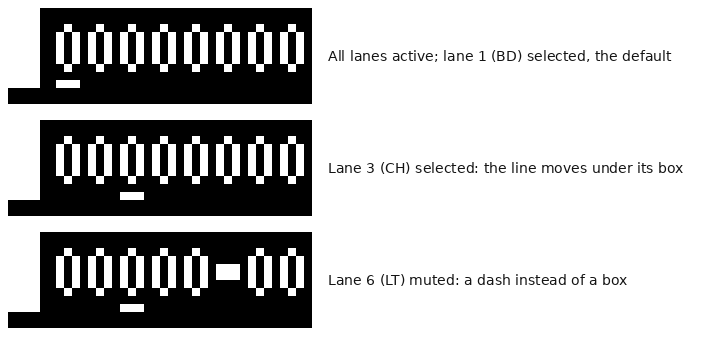 All lanes active; lane 1 (BD) selected, the default
Lane 3 (CH) selected: the line moves under its box
Lane 6 (LT) muted: a dash instead of a box